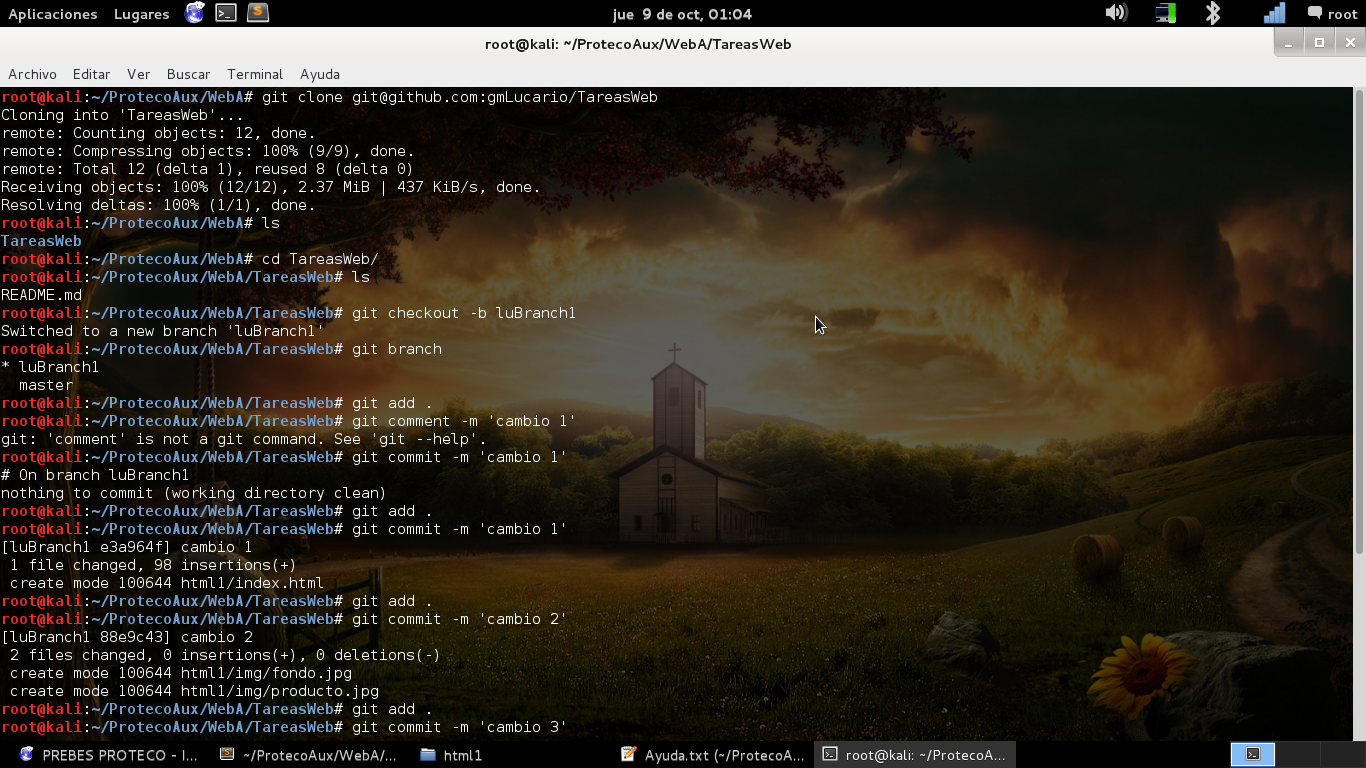 Aplicaciones Lugares jue 9 de oct, 01:04 root
root@kali: ~/ProtecoAux/WebA/TareasWeb
Archivo Editar Ver Buscar Terminal Ayuda
root@kali:~/ProtecoAux/WebA# git clone git@github.com:gmLucario/TareasWeb
Cloning into 'TareasWeb'...
remote: Counting objects: 12, done.
remote: Compressing objects: 100% (9/9), done.
remote: Total 12 (delta 1), reused 8 (delta 0)
Receiving objects: 100% (12/12), 2.37 MiB | 437 KiB/s, done.
Resolving deltas: 100% (1/1), done.
root@kali:~/ProtecoAux/WebA# ls
TareasWeb
root@kali:~/ProtecoAux/WebA# cd TareasWeb/
root@kali:~/ProtecoAux/WebA/TareasWeb# ls
README.md
root@kali:~/ProtecoAux/WebA/TareasWeb# git checkout -b luBranch1
Switched to a new branch 'luBranch1'
root@kali:~/ProtecoAux/WebA/TareasWeb# git branch
* luBranch1
  master
root@kali:~/ProtecoAux/WebA/TareasWeb# git add .
root@kali:~/ProtecoAux/WebA/TareasWeb# git comment -m 'cambio 1'
git: 'comment' is not a git command. See 'git --help'.
root@kali:~/ProtecoAux/WebA/TareasWeb# git commit -m 'cambio 1'
# On branch luBranch1
nothing to commit (working directory clean)
root@kali:~/ProtecoAux/WebA/TareasWeb# git add .
root@kali:~/ProtecoAux/WebA/TareasWeb# git commit -m 'cambio 1'
[luBranch1 e3a964f] cambio 1
 1 file changed, 98 insertions(+)
 create mode 100644 html1/index.html
root@kali:~/ProtecoAux/WebA/TareasWeb# git add .
root@kali:~/ProtecoAux/WebA/TareasWeb# git commit -m 'cambio 2'
[luBranch1 88e9c43] cambio 2
 2 files changed, 0 insertions(+), 0 deletions(-)
 create mode 100644 html1/img/fondo.jpg
 create mode 100644 html1/img/producto.jpg
root@kali:~/ProtecoAux/WebA/TareasWeb# git add .
root@kali:~/ProtecoAux/WebA/TareasWeb# git commit -m 'cambio 3'
PREBES PROTECO - I... ~/ProtecoAux/WebA/... html1 Ayuda.txt (~/ProtecoA... root@kali: ~/ProtecoA...